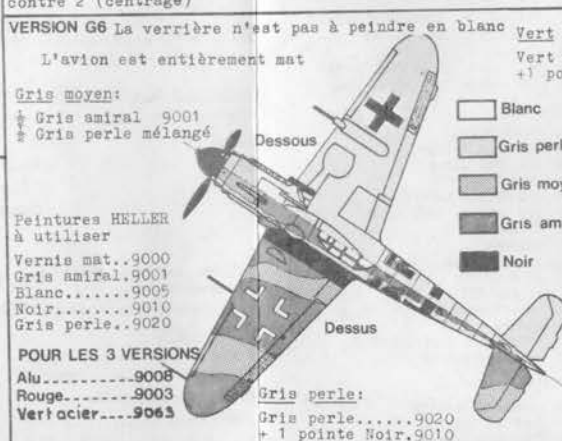 contre 2 (centrage)
VERSION G6 La verrière n'est pas à peindre en blanc
L'avion est entièrement mat
Gris moyen:
½ Gris amiral 9001
½ Gris perle mélangé
Dessous
Vert
Vert
+1 po
Blanc
Gris perl
Gris moy
Gris am
Noir
Peintures HELLER
à utiliser
Vernis mat..9000
Gris amiral.9001
Blanc.......9005
Noir........9010
Gris perle..9020
Dessus
POUR LES 3 VERSIONS
Alu..........9008
Rouge........9003
Vert acier....9063
Gris perle:
Gris perle......9020
+ 1 pointe Noir.9010